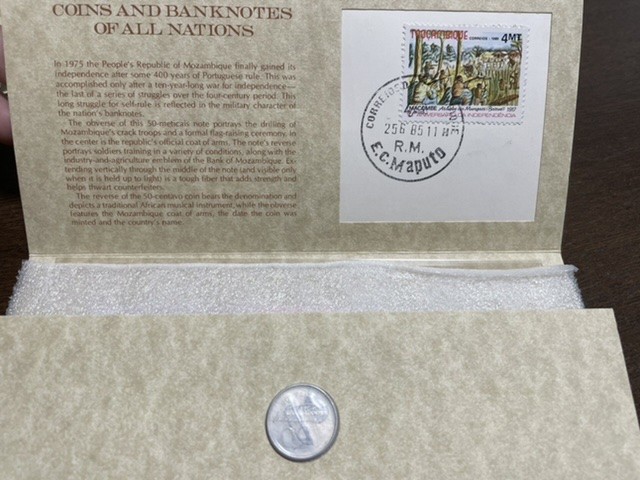 COINS AND BANKNOTES
OF ALL NATIONS
In 1975 the People's Republic of Mozambique finally gained its
independence after some 400 years of Portuguese rule. This was
accomplished only after a ten-year-long war for independence—
the last of a series of struggles over the four-century period. This
long struggle for self-rule is reflected in the military character of
the nation's banknotes.
The obverse of this 50-meticais note portrays the drilling of
Mozambique's crack troops and a formal flag-raising ceremony. In
the center is the republic's official coat of arms. The note's reverse
portrays soldiers training in a variety of conditions, along with the
industry-and-agriculture emblem of the Bank of Mozambique. Ex-
tending vertically through the middle of the note (and visible only
when it is held up to light) is a tough fiber that adds strength and
helps thwart counterfeiters.
The reverse of the 50-centavo coin bears the denomination and
depicts a traditional African musical instrument, while the obverse
features the Mozambique coat of arms, the date the coin was
minted and the country's name.
MOÇAMBIQUE
CORREIOS
4MT
MACOMBE
INDEPENDÊNCIA
CORREIOS
25 6 85 11
R.M.
E.C. Maputo
50